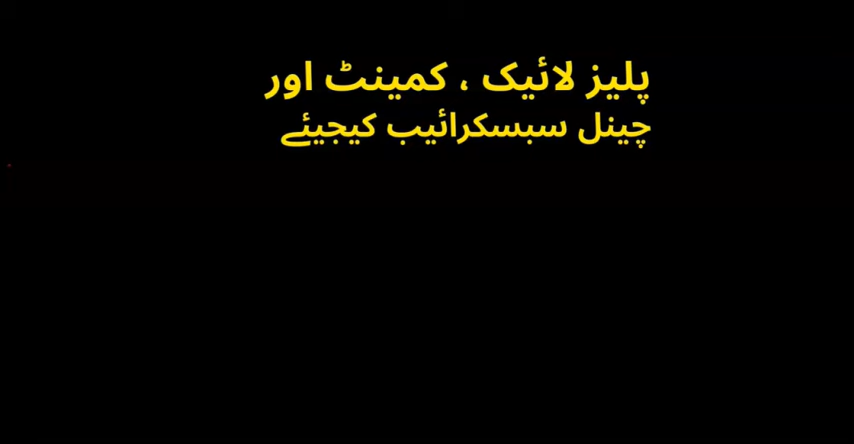 پلیز لائیک ، کمینٹ اور
چینل سبسکرائیب کیجیئے